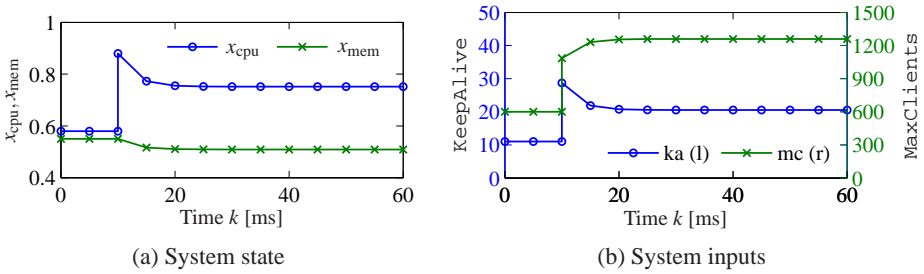 1
0.8
0.6
0.4
x_cpu, x_mem
x_cpu
x_mem
0
20
40
60
Time k [ms]
(a) System state
50
40
30
20
10
0
KeepAlive
ka (l)
mc (r)
1500
1200
900
600
300
0
MaxClients
0
20
40
60
Time k [ms]
(b) System inputs